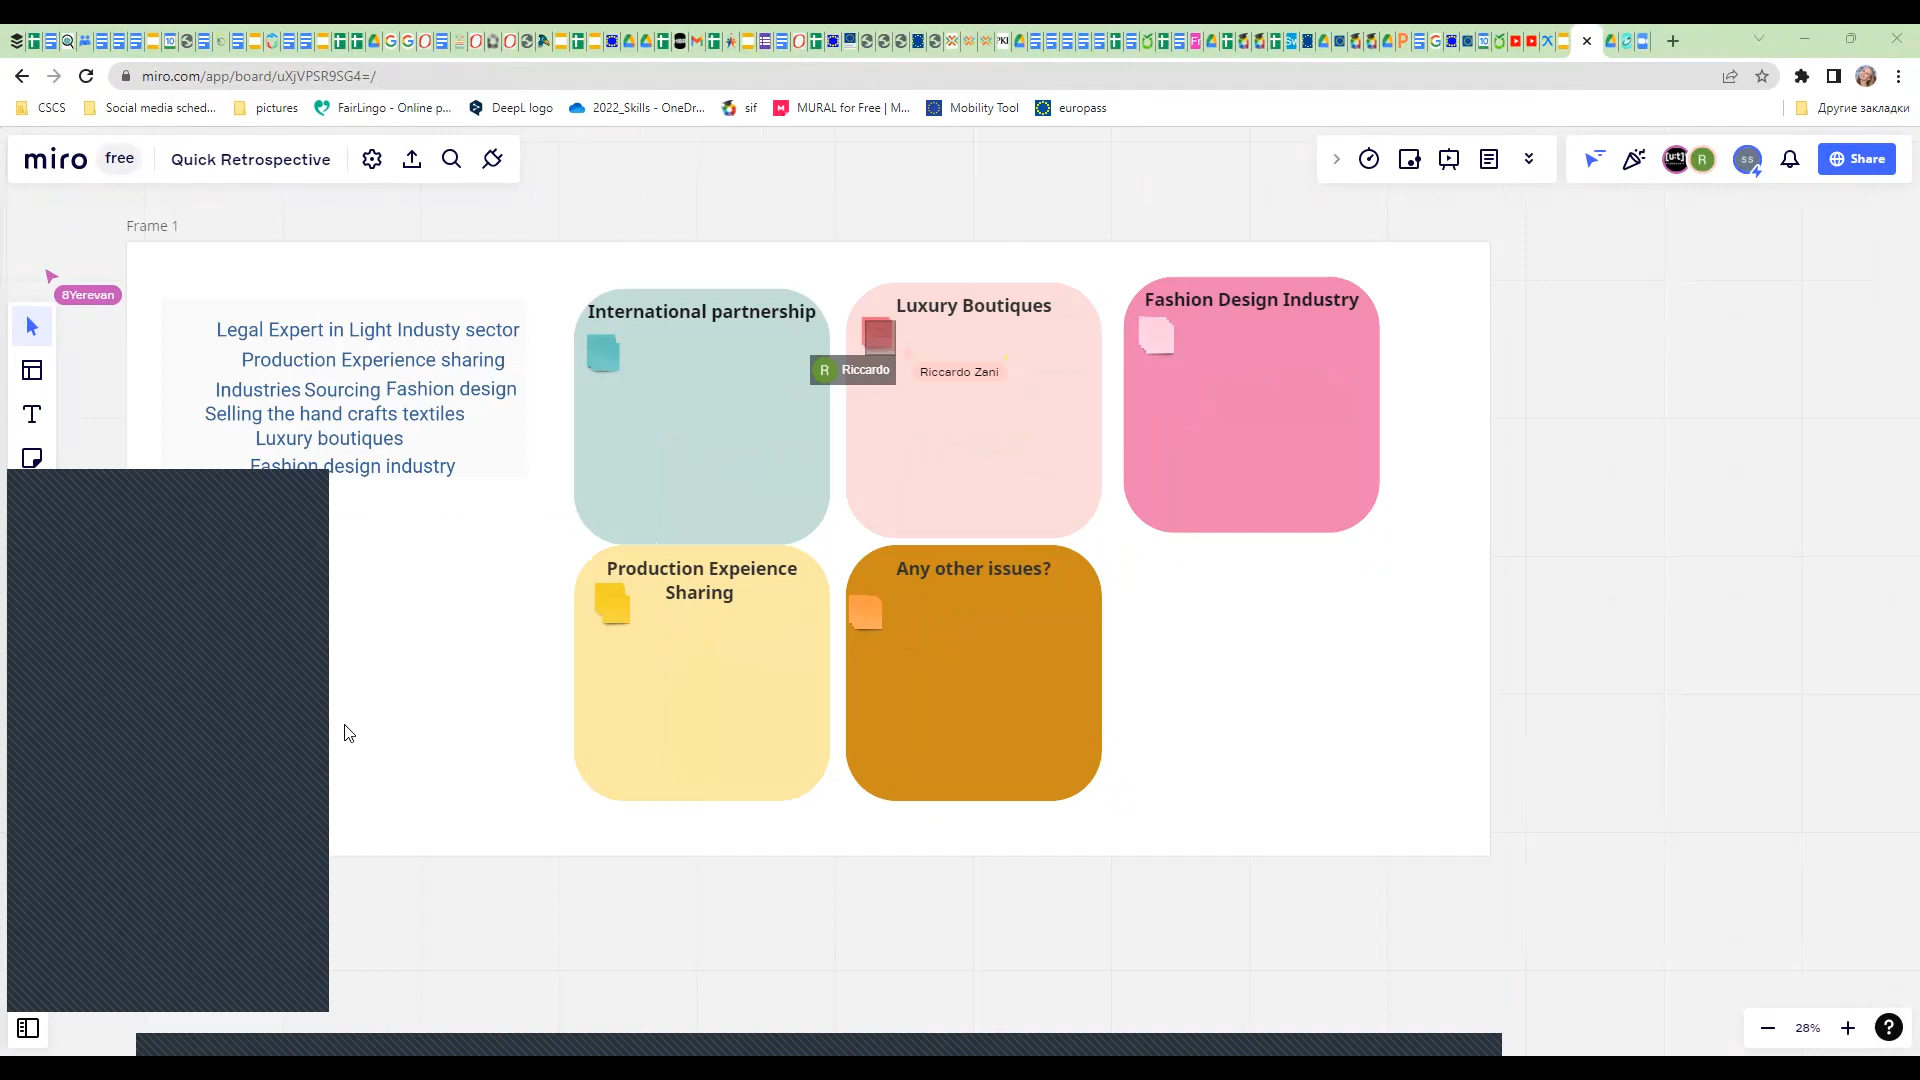 miro.com/app/board/uXjVPSR9SG4=/
CSCS
Social media sched...
pictures
FairLingo - Online p...
DeepL logo
2022_Skills - OneDr...
sif
MURAL for Free | M...
Mobility Tool
europass
Другие закладки
miro
free
Quick Retrospective
R
ss
Share
Frame 1
8Yerevan
Legal Expert in Light Industy sector
Production Experience sharing
Industries Sourcing Fashion design
Selling the hand crafts textiles
Luxury boutiques
Fashion design industry
International partnership
Luxury Boutiques
Fashion Design Industry
R Riccardo
Riccardo Zani
Production Expeience
Sharing
Any other issues?
28%